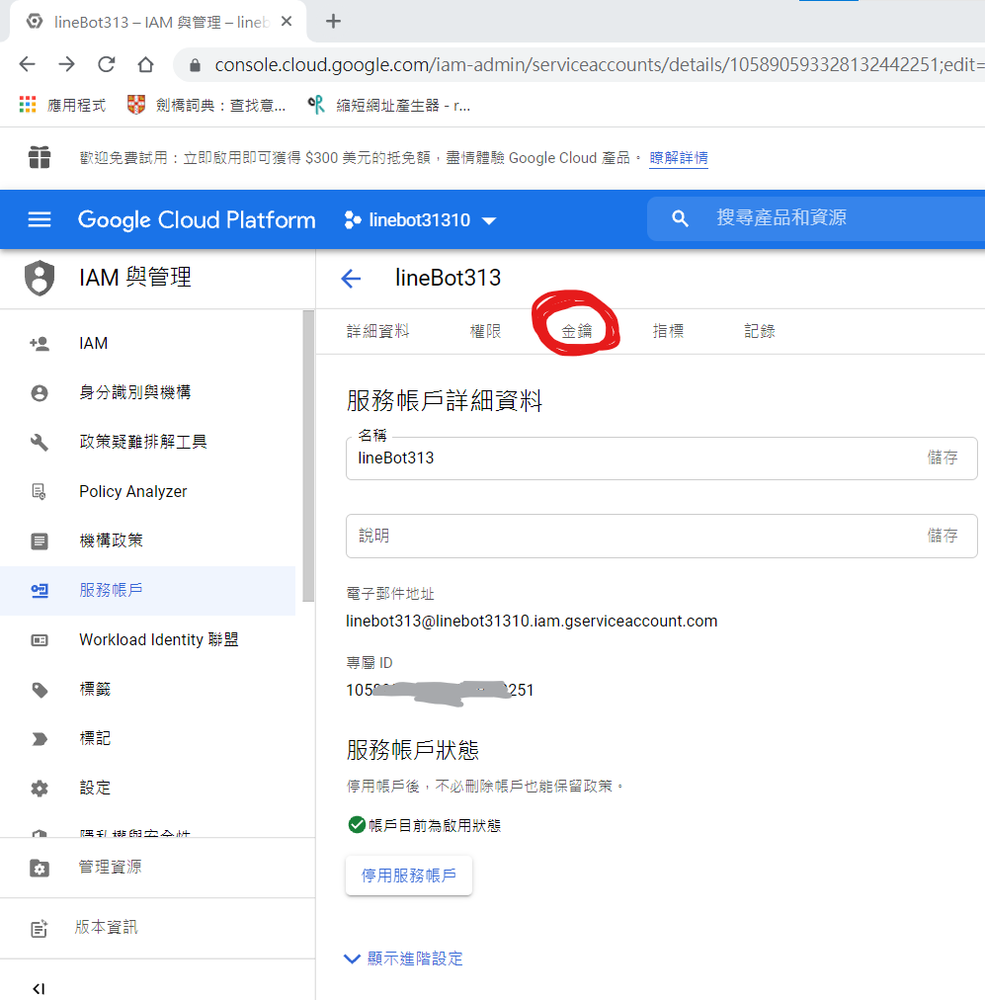 lineBot313 – IAM 與管理 – lineb
console.cloud.google.com/iam-admin/serviceaccounts/details/105890593328132442251;edit=
應用程式 劍橋詞典：查找意... 縮短網址產生器 - r...
歡迎免費試用：立即啟用即可獲得 $300 美元的抵免額，盡情體驗 Google Cloud 產品。 瞭解詳情
Google Cloud Platform linebot31310 搜尋產品和資源
IAM 與管理
lineBot313
詳細資料 權限 金鑰 指標 記錄
IAM
身分識別與機構
政策疑難排解工具
Policy Analyzer
機構政策
服務帳戶
Workload Identity 聯盟
標籤
標記
設定
隱私權與安全性
管理資源
版本資訊
服務帳戶詳細資料
名稱
lineBot313 儲存
說明 儲存
電子郵件地址
linebot313@linebot31310.iam.gserviceaccount.com
專屬 ID
1058 251
服務帳戶狀態
停用帳戶後，不必刪除帳戶也能保留政策。
帳戶目前為啟用狀態
停用服務帳戶
顯示進階設定